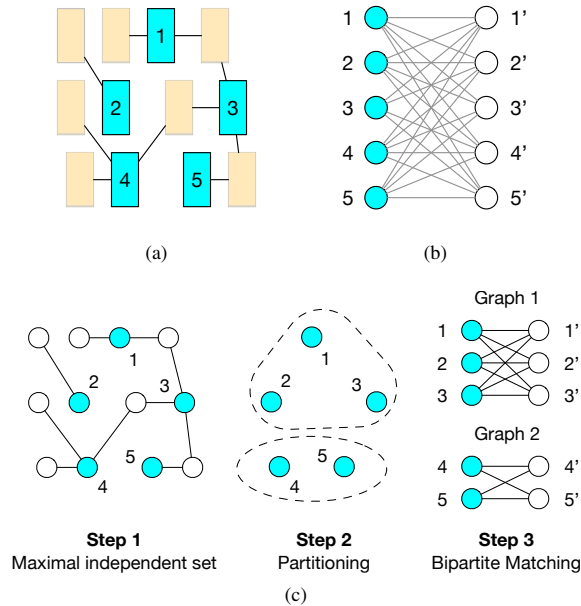 1
2
3
4
5
(a)
1 1'
2 2'
3 3'
4 4'
5 5'
(b)
1
2
3
4
5
Step 1
Maximal independent set
1
2
3
4
5
Step 2
Partitioning
Graph 1
1 1'
2 2'
3 3'
Graph 2
4 4'
5 5'
Step 3
Bipartite Matching
(c)